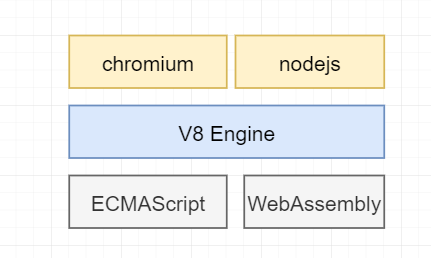 chromium nodejs
V8 Engine
ECMAScript WebAssembly